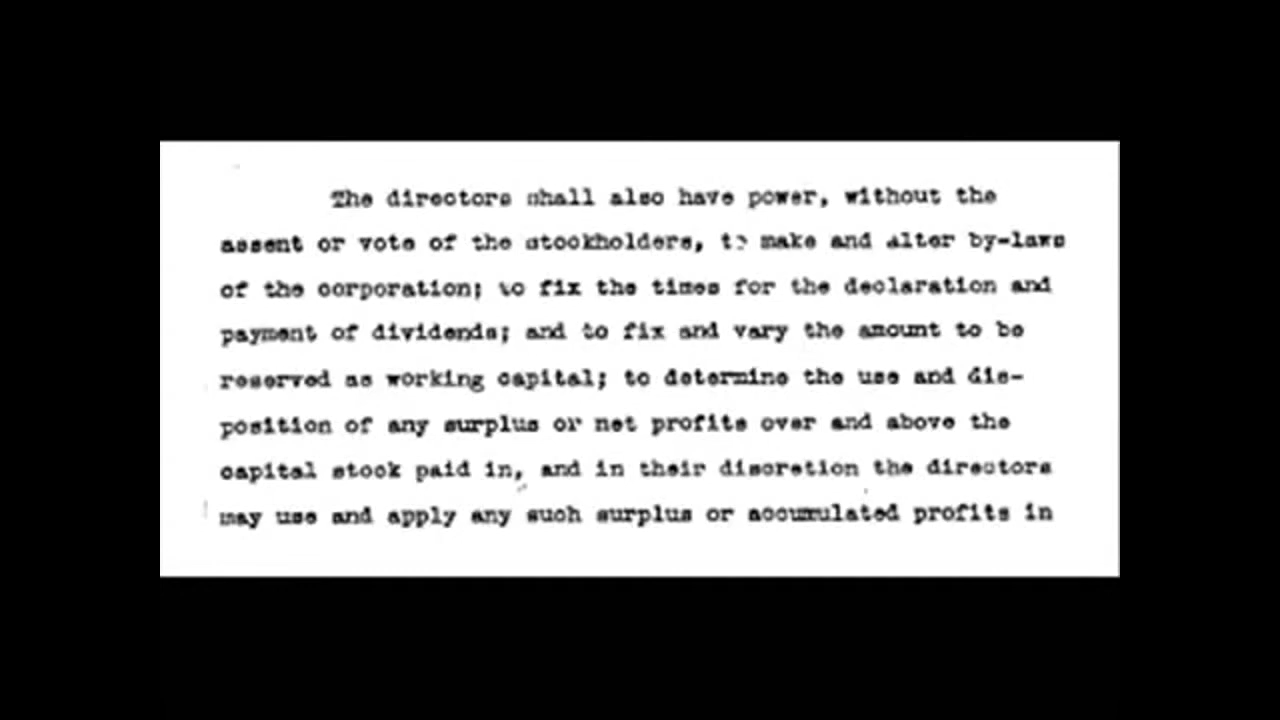 The directors shall also have power, without the
assent or vote of the stockholders, to make and alter by-laws
of the corporation; to fix the times for the declaration and
payment of dividends; and to fix and vary the amount to be
reserved as working capital; to determine the use and dis-
position of any surplus or net profits over and above the
capital stock paid in, and in their discretion the directors
may use and apply any such surplus or accumulated profits in